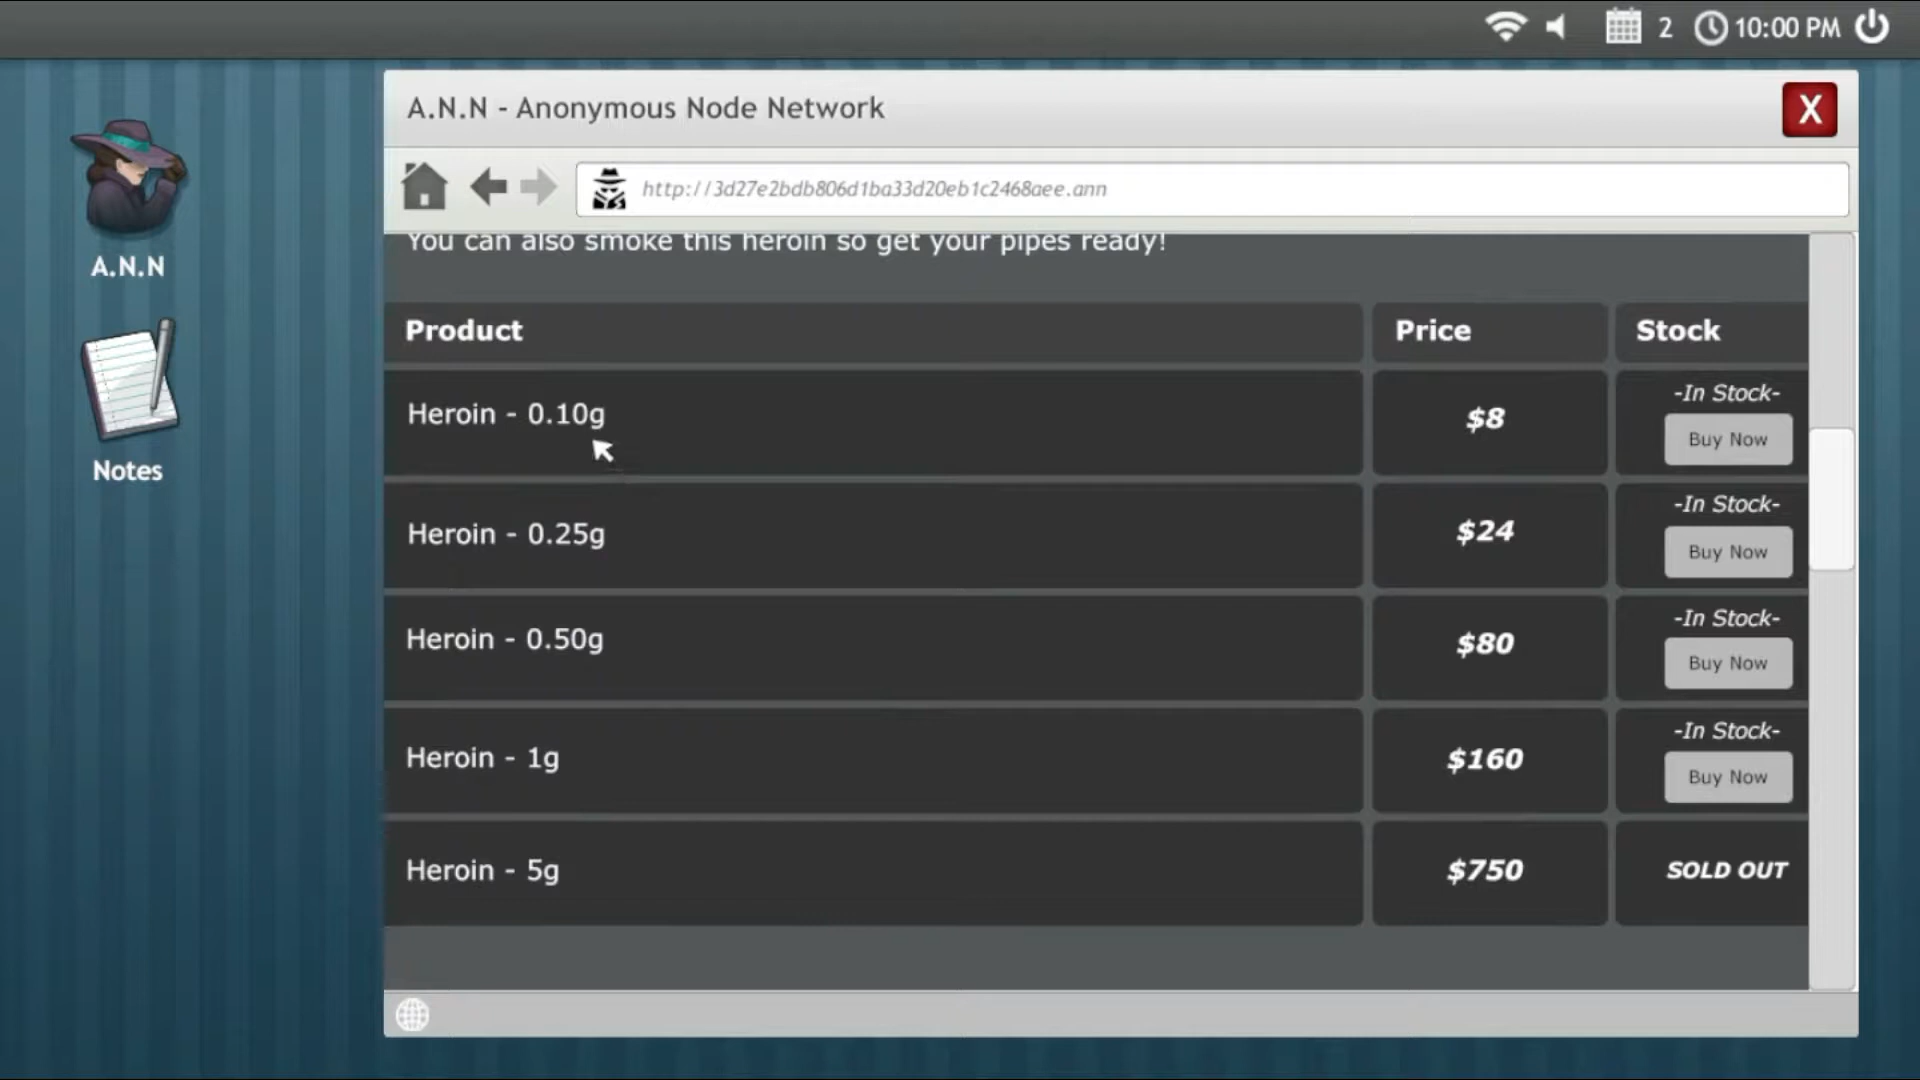 2 10:00 PM
A.N.N - Anonymous Node Network
X
http://3d27e2bdb806d1ba33d20eb1c2468aee.ann
A.N.N
Notes
You can also smoke this heroin so get your pipes ready!
Product Price Stock
Heroin - 0.10g $8 -In Stock-
Buy Now
Heroin - 0.25g $24 -In Stock-
Buy Now
Heroin - 0.50g $80 -In Stock-
Buy Now
Heroin - 1g $160 -In Stock-
Buy Now
Heroin - 5g $750 SOLD OUT